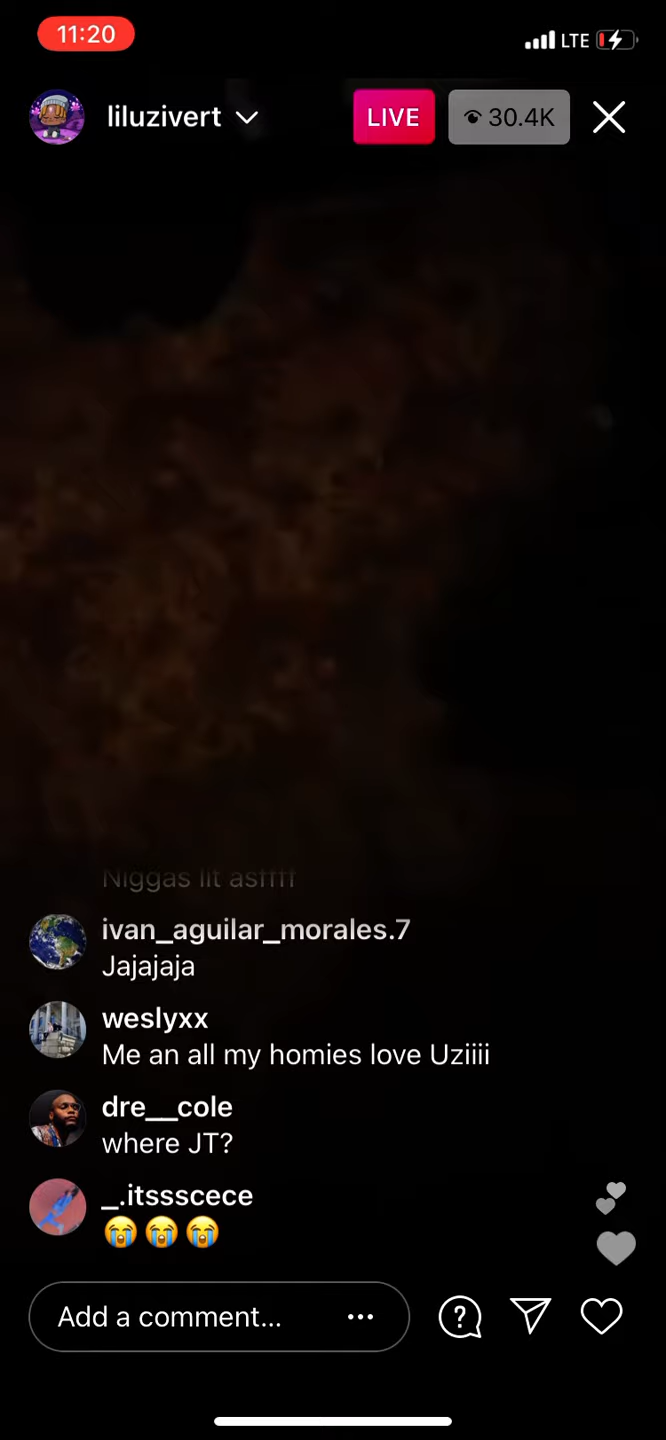 11:20
LTE
liluzivert
LIVE
30.4K
Niggas lit asffff
ivan_aguilar_morales.7
Jajajaja
weslyxx
Me an all my homies love Uziiii
dre__cole
where JT?
_.itssscece
😭😭😭
Add a comment...